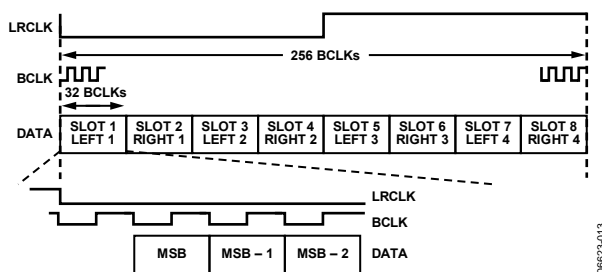 LRCLK
256 BCLKs
BCLK
32 BCLKs
DATA
SLOT 1
LEFT 1
SLOT 2
RIGHT 1
SLOT 3
LEFT 2
SLOT 4
RIGHT 2
SLOT 5
LEFT 3
SLOT 6
RIGHT 3
SLOT 7
LEFT 4
SLOT 8
RIGHT 4
LRCLK
BCLK
MSB
MSB – 1
MSB – 2
DATA
06623-013